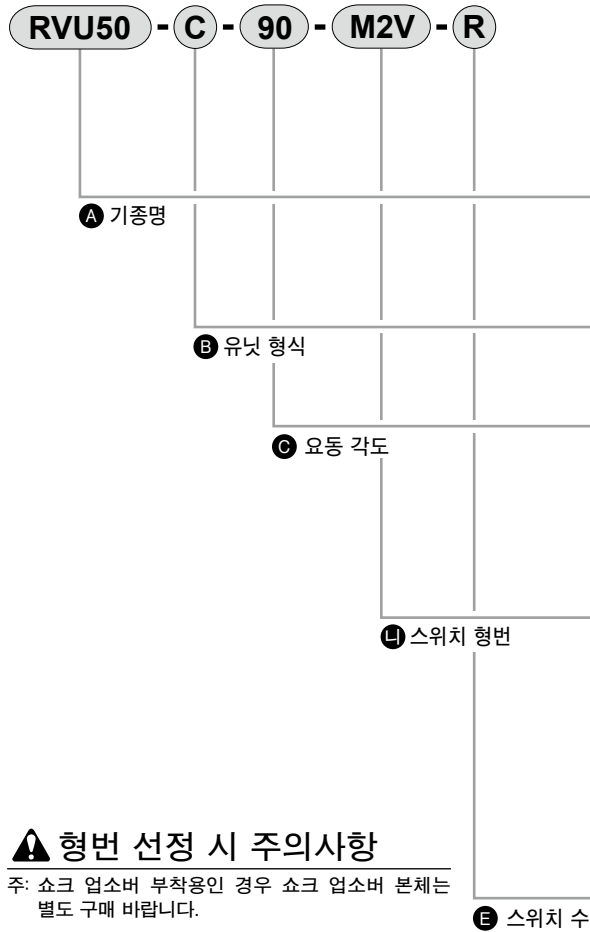 RVU50 - C - 90 - M2V - R
A 기종명
B 유닛 형식
C 요동 각도
니 스위치 형번
E 스위치 수
형번 선정 시 주의사항
주: 쇼크 업소버 부착용인 경우 쇼크 업소버 본체는
별도 구매 바랍니다.